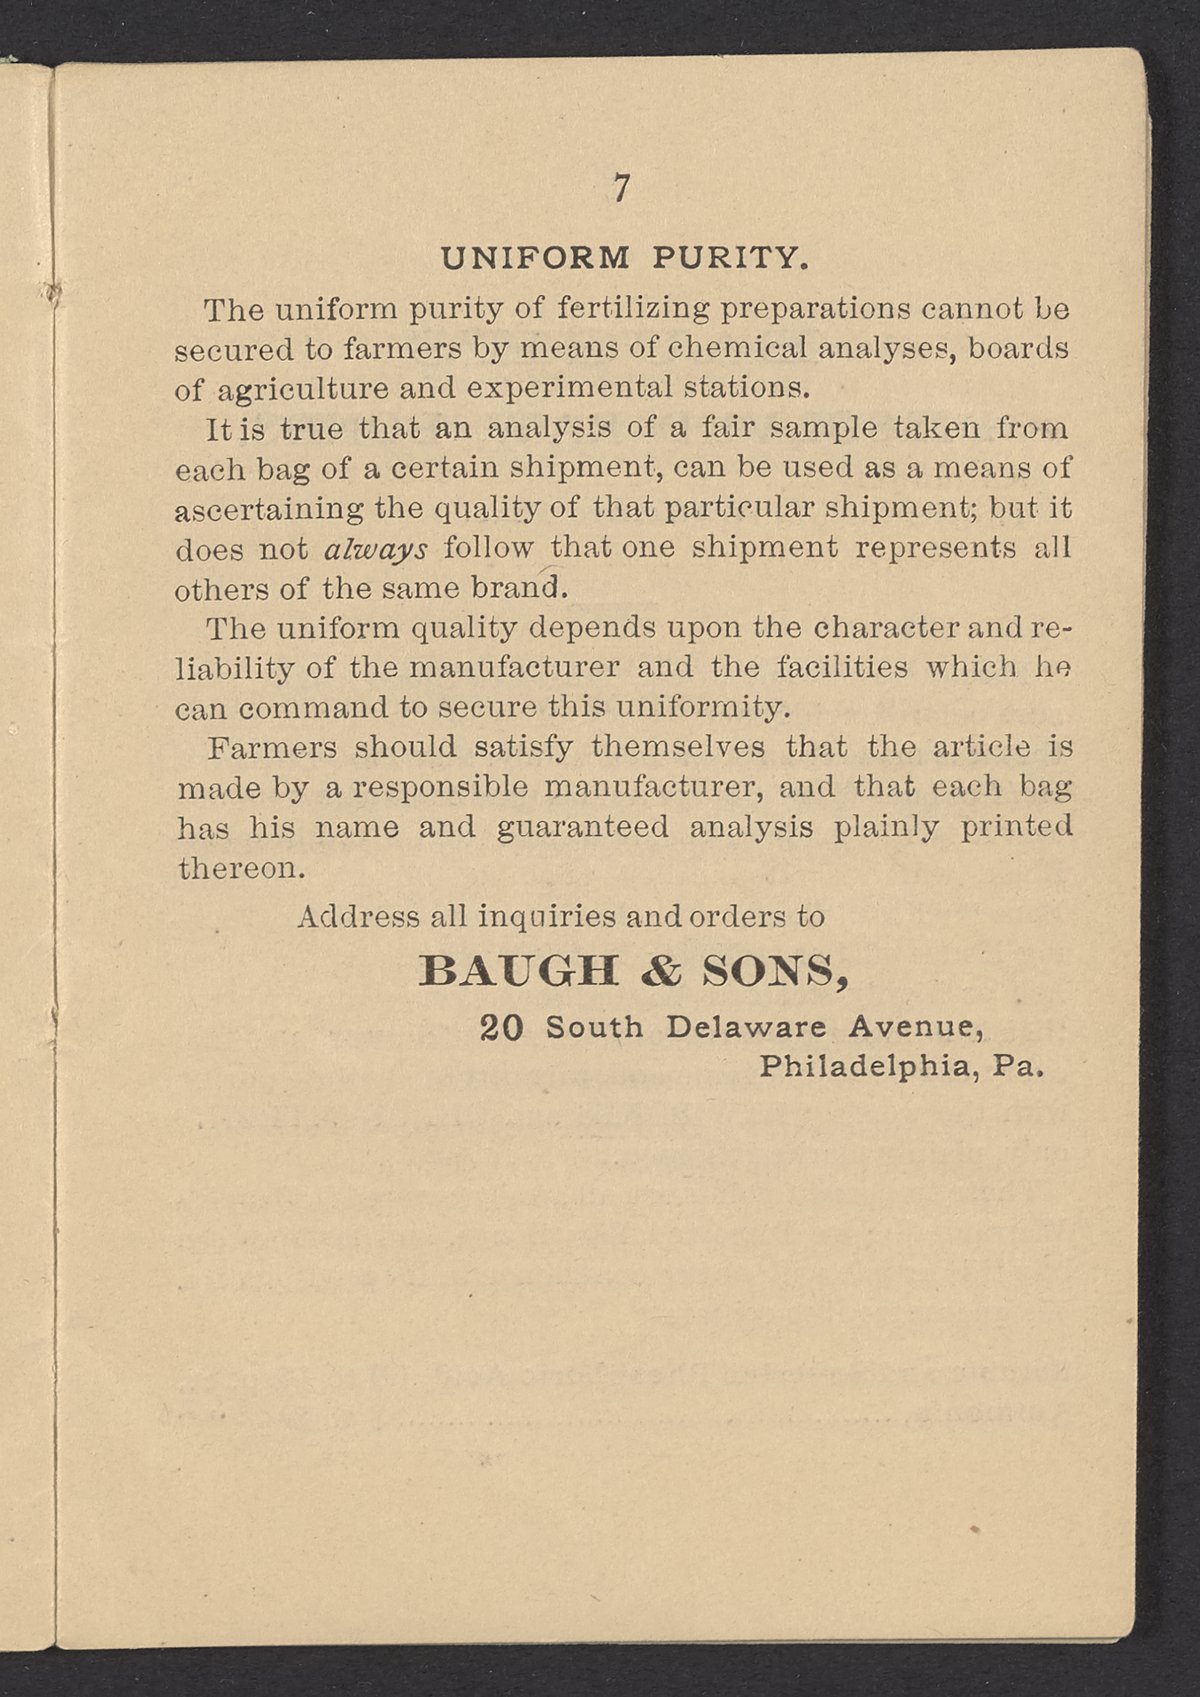 7
UNIFORM PURITY.
The uniform purity of fertilizing preparations cannot be
secured to farmers by means of chemical analyses, boards
of agriculture and experimental stations.
It is true that an analysis of a fair sample taken from
each bag of a certain shipment, can be used as a means of
ascertaining the quality of that particular shipment; but it
does not always follow that one shipment represents all
others of the same brand.
The uniform quality depends upon the character and re-
liability of the manufacturer and the facilities which he
can command to secure this uniformity.
Farmers should satisfy themselves that the article is
made by a responsible manufacturer, and that each bag
has his name and guaranteed analysis plainly printed
thereon.
Address all inquiries and orders to
BAUGH & SONS,
20 South Delaware Avenue,
Philadelphia, Pa.